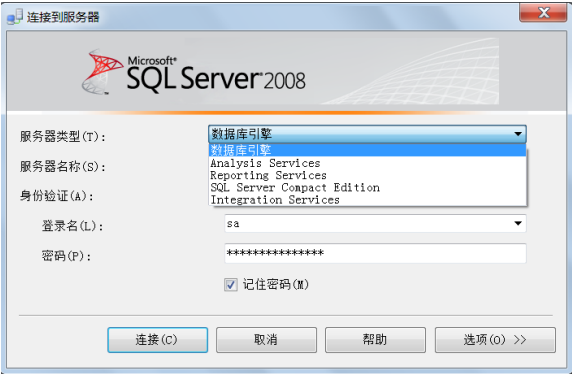 连接到服务器
Microsoft
SQL Server 2008
服务器类型(T):
数据库引擎
数据库引擎
Analysis Services
Reporting Services
SQL Server Compact Edition
Integration Services
服务器名称(S):
身份验证(A):
登录名(L):
sa
密码(P):
***************
记住密码(M)
连接(C)
取消
帮助
选项(O) >>